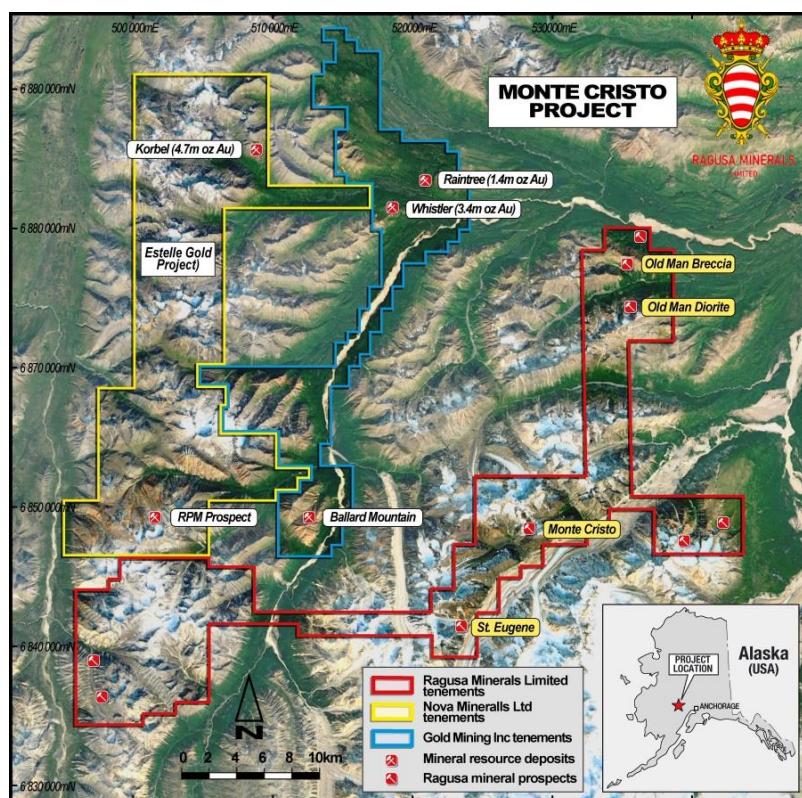 500 000mE
510 000mE
520 000mE
530 000mE
6 880 000mN
MONTE CRISTO
PROJECT
RAGUSA MINERALS
LIMITED
Korbel (4.7m oz Au)
Raintree (1.4m oz Au)
Whistler (3.4m oz Au)
6 880 000mN
Estelle Gold
Project)
Old Man Breccia
Old Man Diorite
6 870 000mN
6 850 000mN
RPM Prospect
Ballard Mountain
Monte Cristo
St. Eugene
6 840 000mN
6 830 000mN
N
0 2 4 6 8 10km
Ragusa Minerals Limited
tenements
Nova Mineralls Ltd
tenements
Gold Mining Inc tenements
Mineral resource deposits
Ragusa mineral prospects
Alaska
(USA)
PROJECT
LOCATION
ANCHORAGE